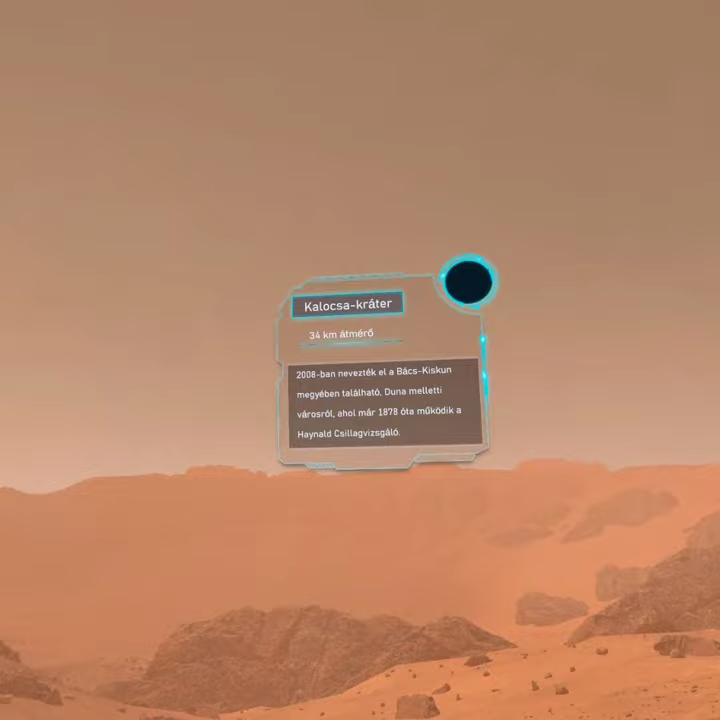 Kalocsa-kráter
34 km átmérő
2008-ban nevezték el a Bács-Kiskun
megyében található, Duna melletti
városról, ahol már 1878 óta működik a
Haynald Csillagvizsgáló.